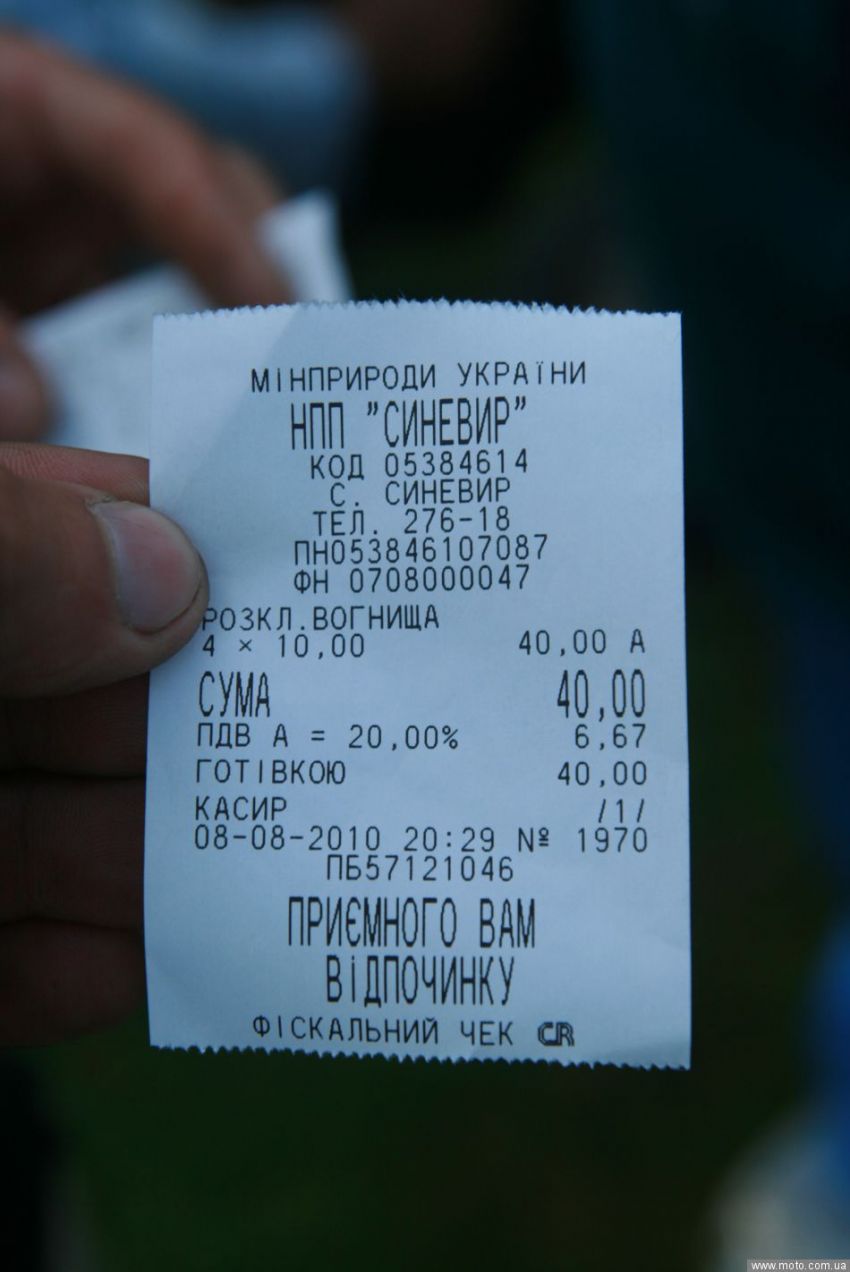 МІНПРИРОДИ УКРАЇНИ
НПП "СИНЕВИР"
КОД 05384614
С. СИНЕВИР
ТЕЛ. 276-18
ПН053846107087
ФН 0708000047
РОЗКЛ.ВОГНИЩА
4 × 10,00 40,00 А
СУМА 40,00
ПДВ А = 20,00% 6,67
ГОТІВКОЮ 40,00
КАСИР /1/
08-08-2010 20:29 № 1970
ПБ57121046
ПРИЄМНОГО ВАМ
ВІДПОЧИНКУ
ФІСКАЛЬНИЙ ЧЕК CR
www.moto.com.ua